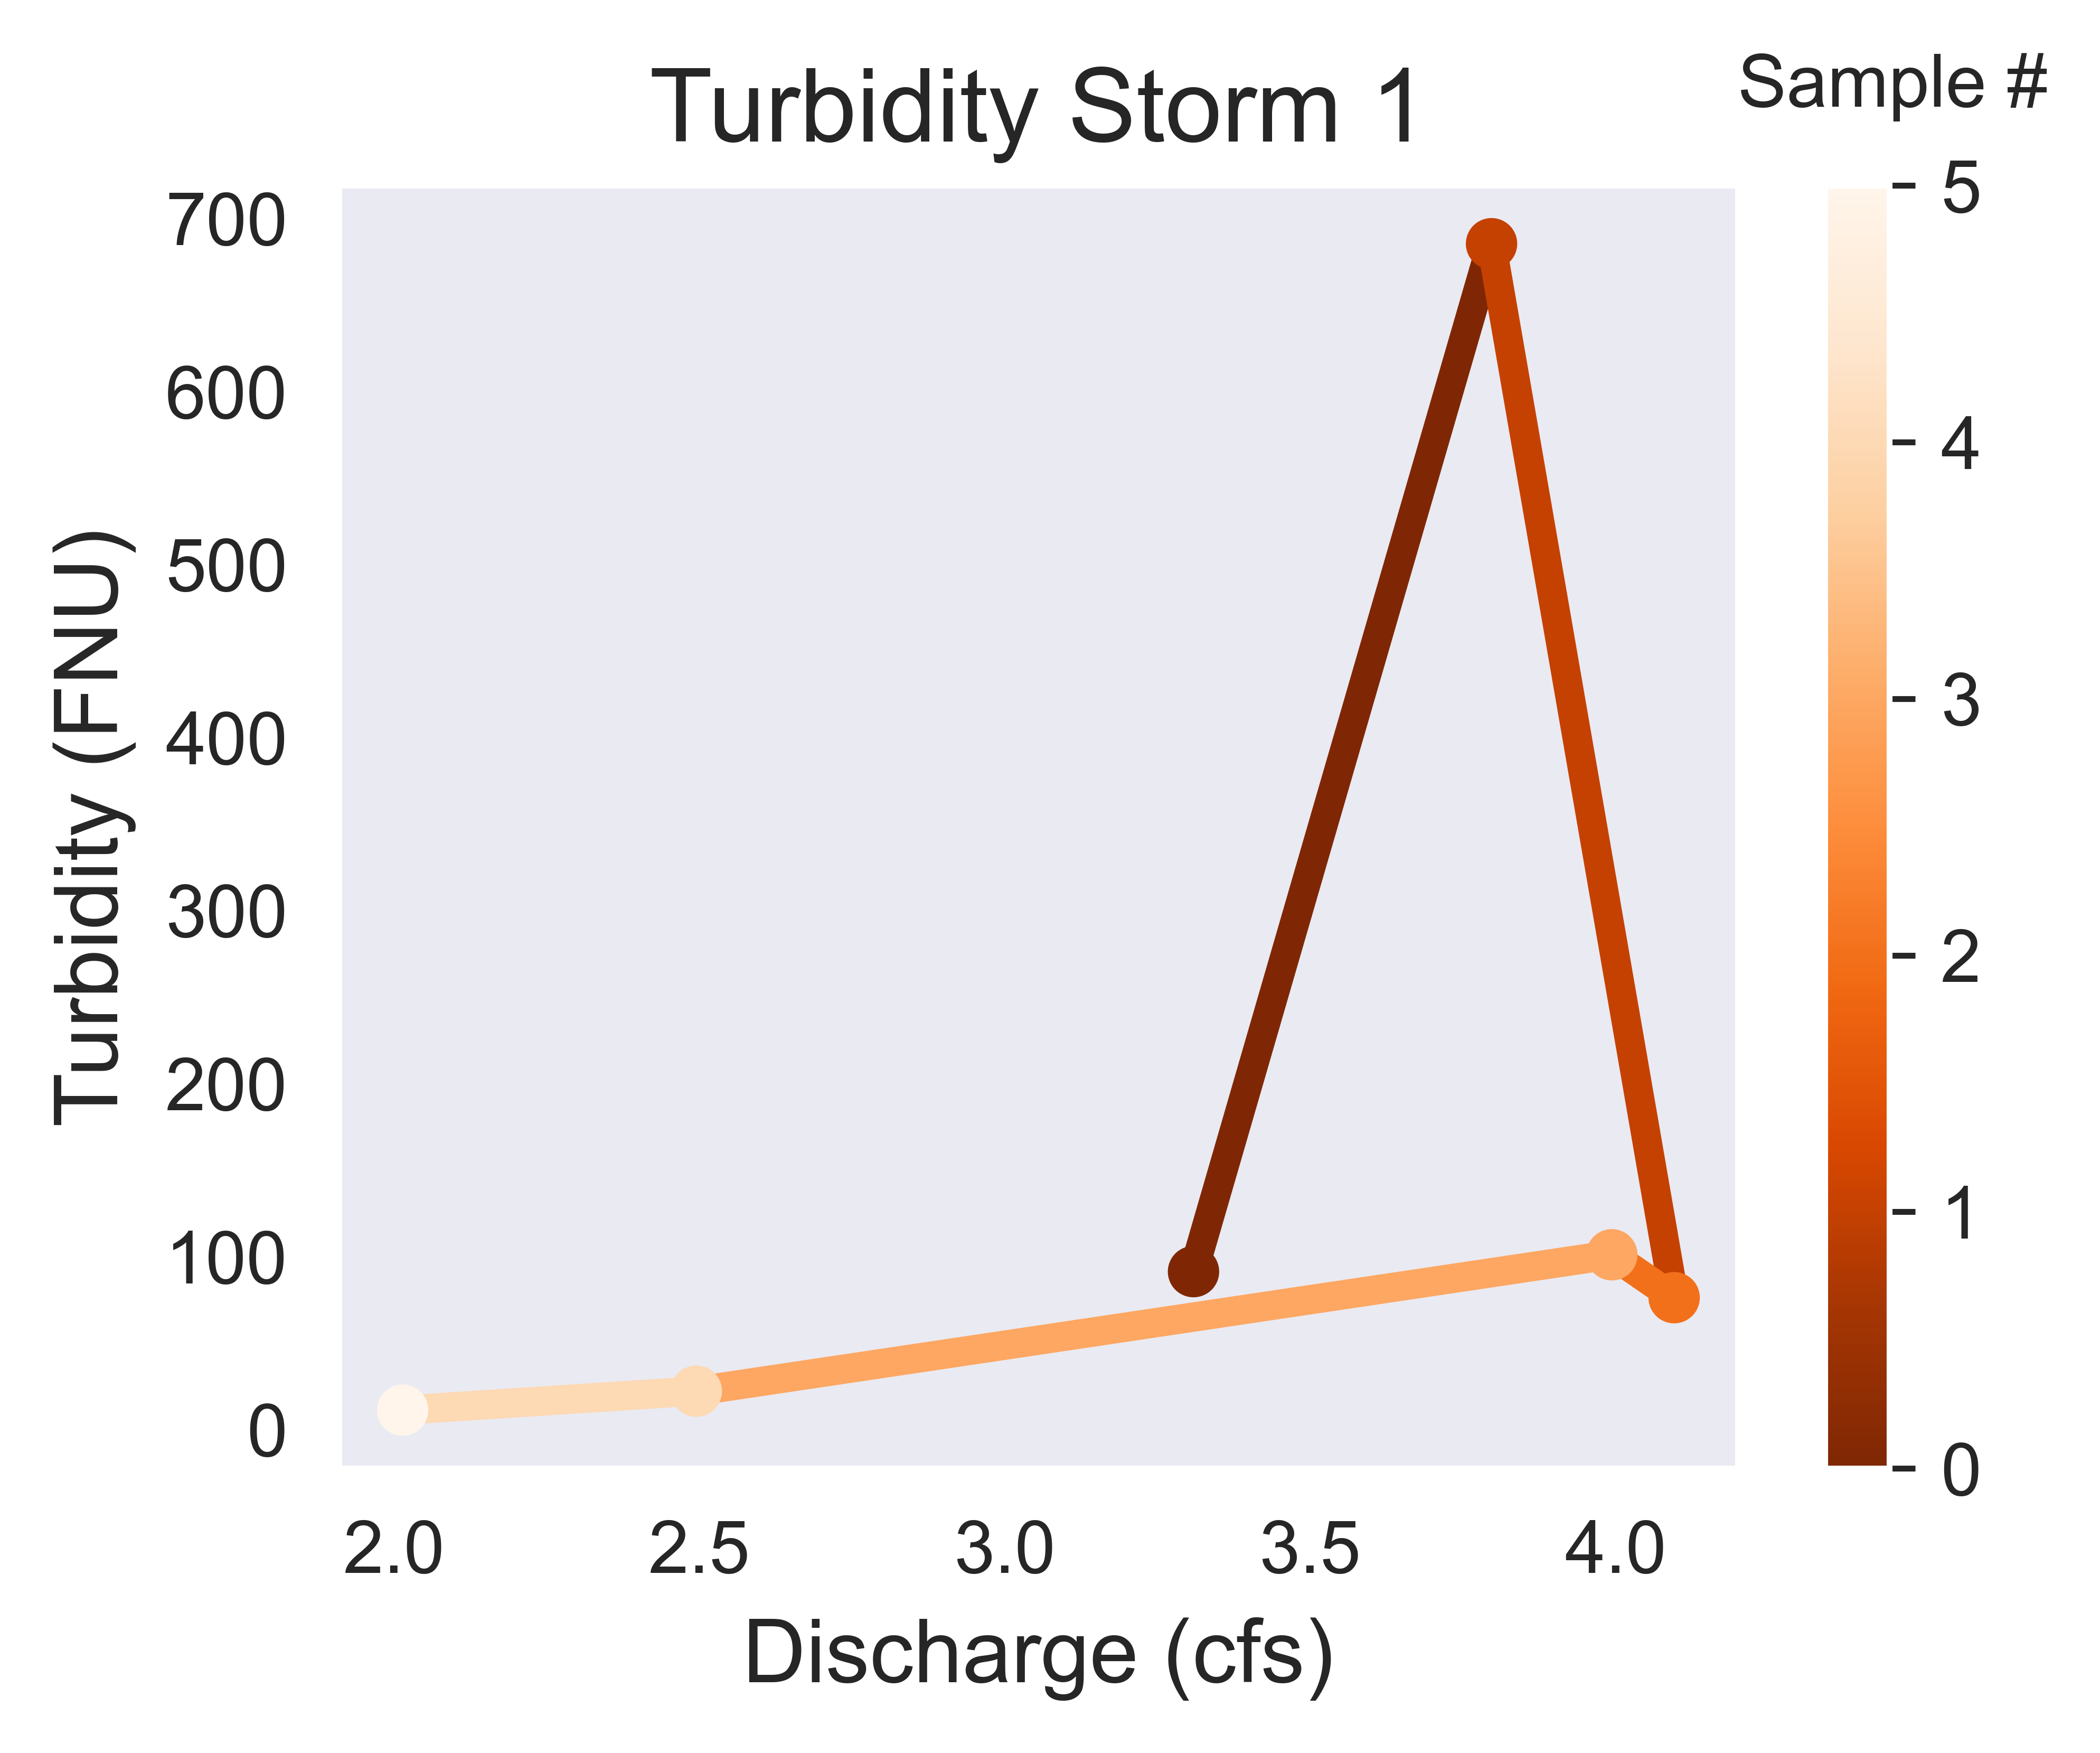 Turbidity Storm 1
Sample #
Turbidity (FNU)
700
600
500
400
300
200
100
0
2.0 2.5 3.0 3.5 4.0
Discharge (cfs)
5
4
3
2
1
0